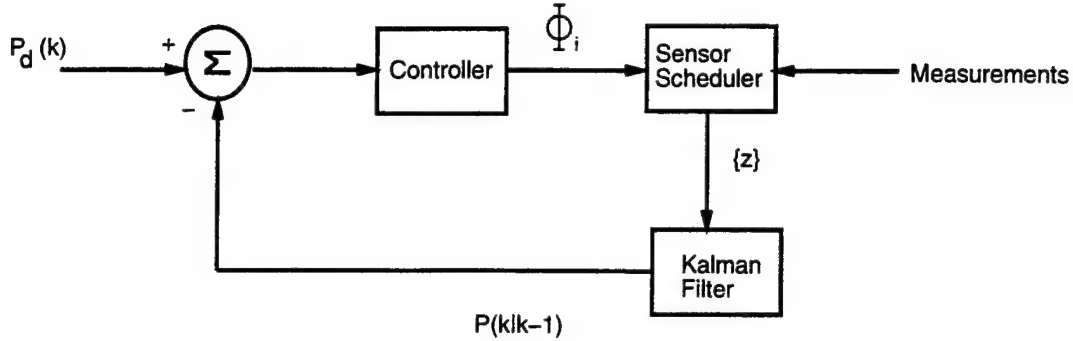 P_d(k)
+
Σ
−
Controller
Φ_i
Sensor
Scheduler
Measurements
{z}
Kalman
Filter
P(k|k−1)